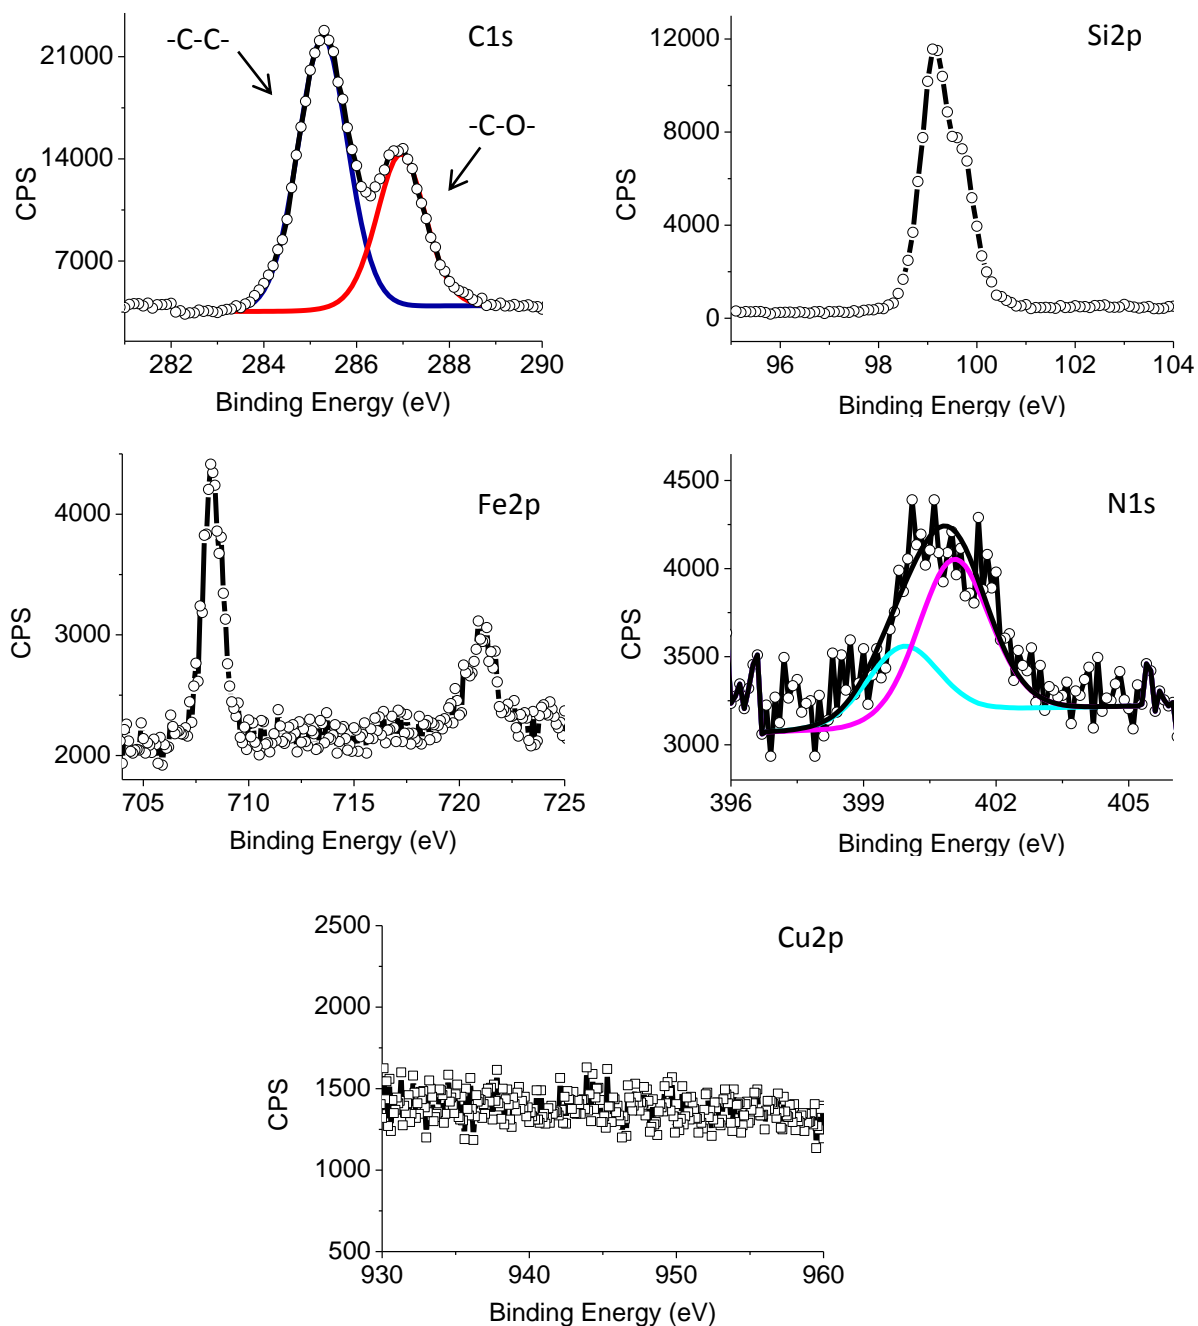 C1s
-C-C-
-C-O-
21000
14000
7000
CPS
282 284 286 288 290
Binding Energy (eV)
Si2p
12000
8000
4000
0
CPS
96 98 100 102 104
Binding Energy (eV)
Fe2p
4000
3000
2000
CPS
705 710 715 720 725
Binding Energy (eV)
N1s
4500
4000
3500
3000
CPS
396 399 402 405
Binding Energy (eV)
Cu2p
2500
2000
1500
1000
500
CPS
930 940 950 960
Binding Energy (eV)